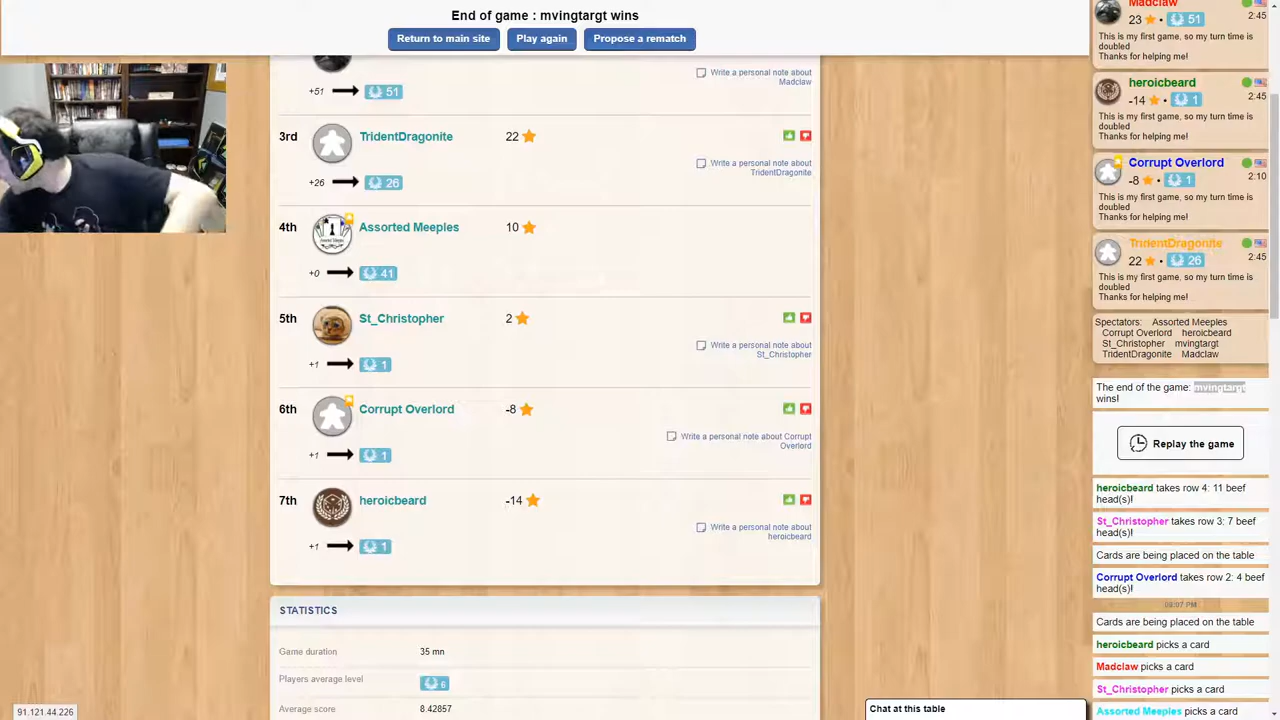 End of game : mvingtargt wins
Return to main site
Play again
Propose a rematch
+51 51
Write a personal note about
Madclaw
3rd TridentDragonite 22
Write a personal note about
TridentDragonite
+26 26
4th Assorted Meeples 10
+0 41
5th St_Christopher 2
Write a personal note about
St_Christopher
+1 1
6th Corrupt Overlord -8
Write a personal note about Corrupt
Overlord
+1 1
7th heroicbeard -14
Write a personal note about
heroicbeard
+1 1
STATISTICS
Game duration 35 mn
Players average level 6
Average score 8.42857
91.121.44.226
Madclaw
23 • 51 2:45
This is my first game, so my turn time is
doubled
Thanks for helping me!
heroicbeard
-14 • 1 2:45
This is my first game, so my turn time is
doubled
Thanks for helping me!
Corrupt Overlord
-8 • 1 2:10
This is my first game, so my turn time is
doubled
Thanks for helping me!
TridentDragonite
22 • 26 2:45
This is my first game, so my turn time is
doubled
Thanks for helping me!
Spectators: Assorted Meeples
Corrupt Overlord heroicbeard
St_Christopher mvingtargt
TridentDragonite Madclaw
The end of the game: mvingtargt
wins!
Replay the game
heroicbeard takes row 4: 11 beef
head(s)!
St_Christopher takes row 3: 7 beef
head(s)!
Cards are being placed on the table
Corrupt Overlord takes row 2: 4 beef
head(s)!
Cards are being placed on the table
heroicbeard picks a card
Madclaw picks a card
St_Christopher picks a card
Assorted Meeples picks a card
Chat at this table